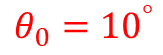 θ₀ = 10°